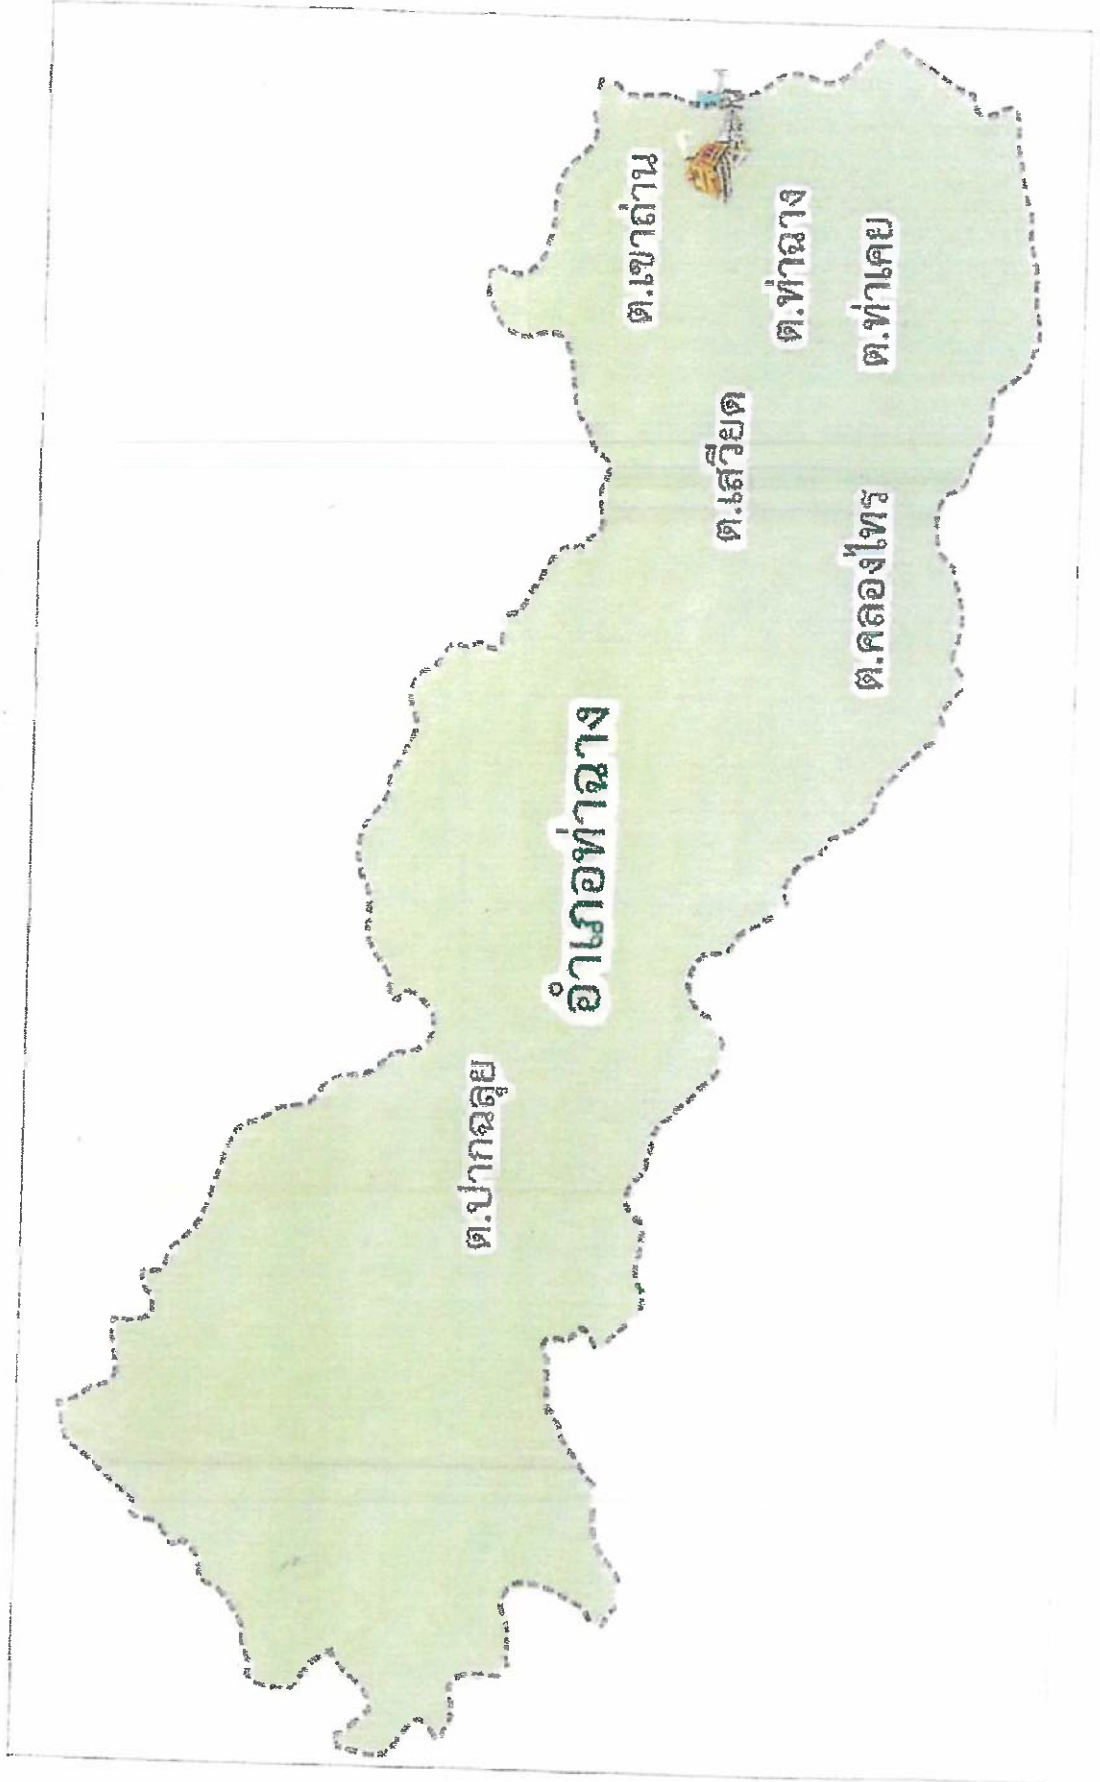 ต.เขาถ่าน
ต.ท่าฉาง
ต.ท่าเคย
ต.เสวียด
ต.คลองไทร
อำเภอท่าฉาง
ต.ปากฉลุย